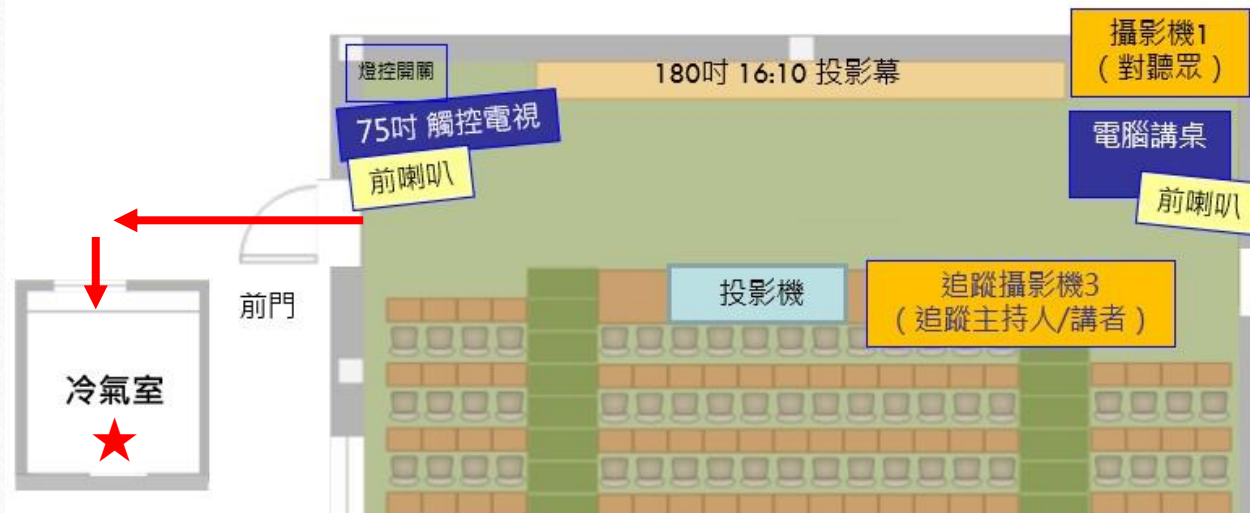 攝影機1
（對聽眾）
燈控開關
180吋 16:10 投影幕
75吋 觸控電視
電腦講桌
前喇叭
前喇叭
前門
投影機
追蹤攝影機3
（追蹤主持人/講者）
冷氣室